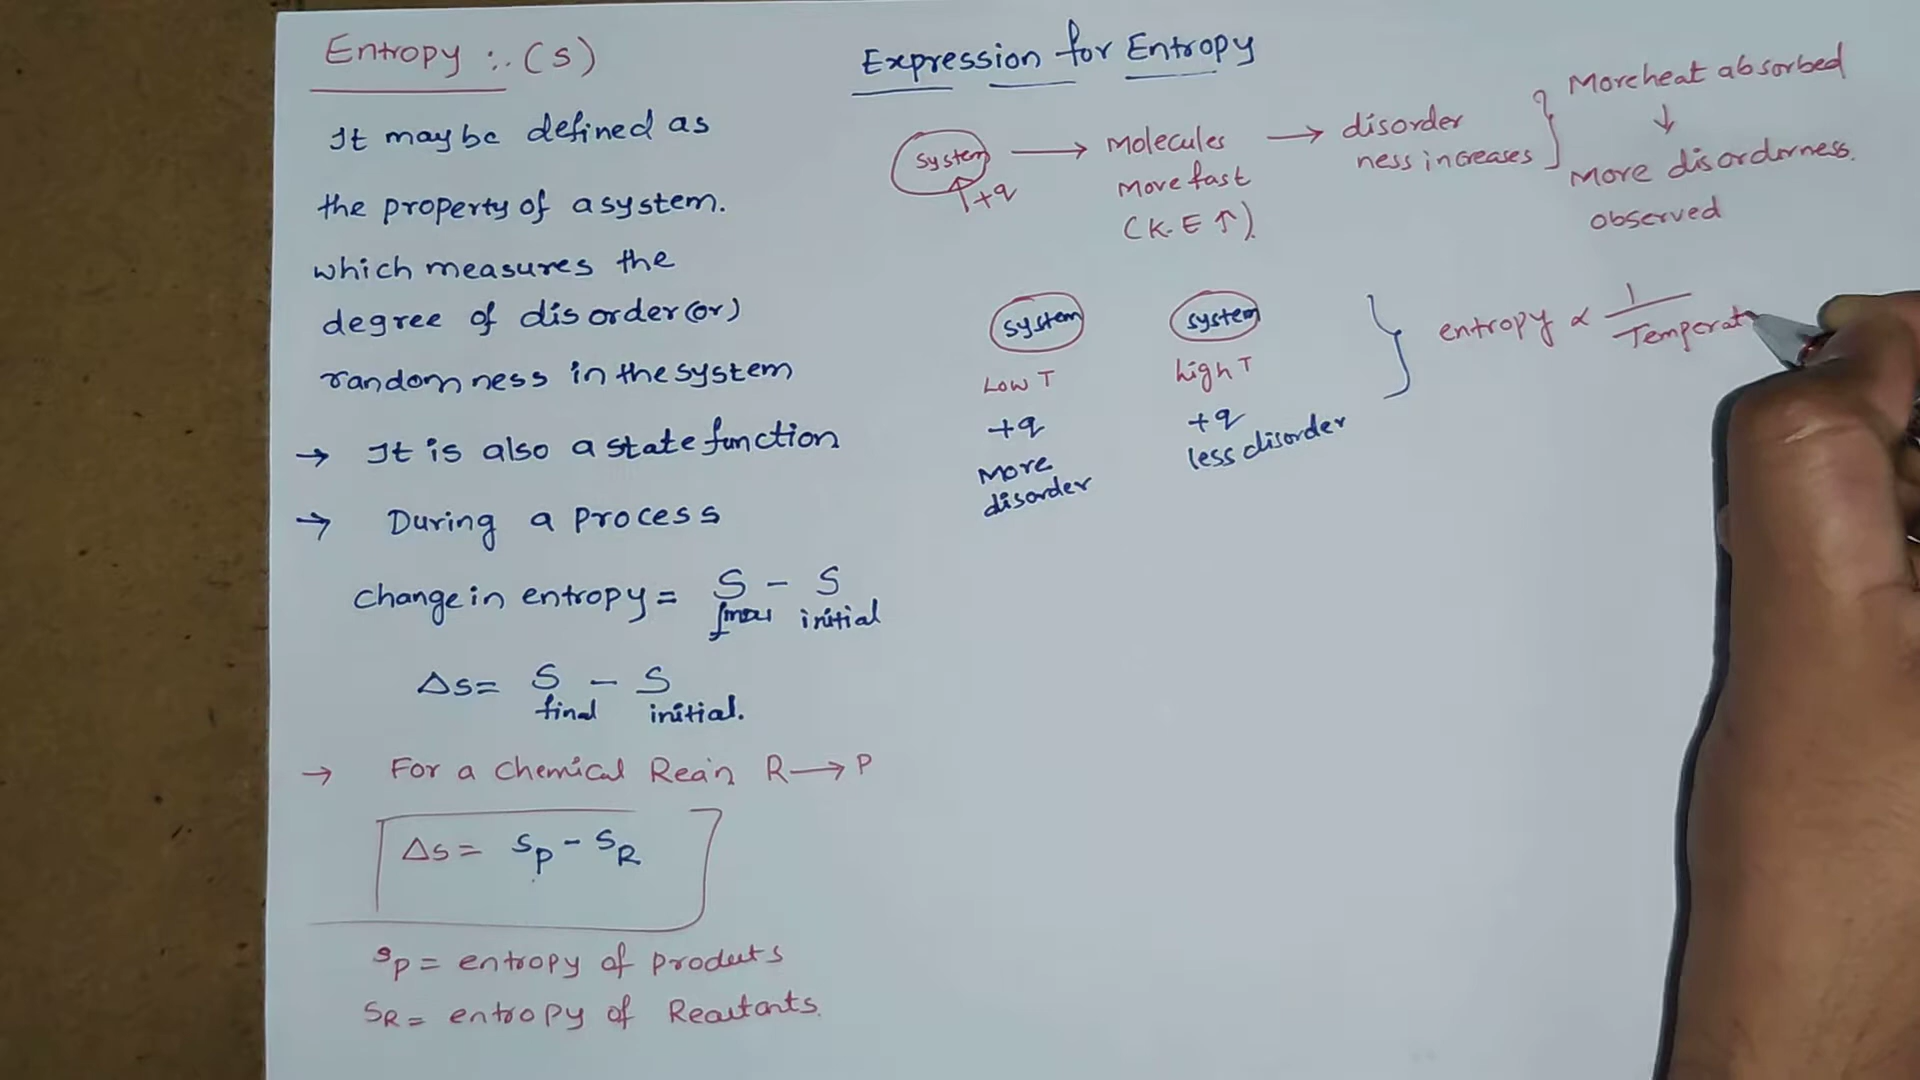 Entropy :. (S)
It may be defined as
the property of a system.
which measures the
degree of disorder (or)
randomness in the system
→ It is also a state function
→ During a process
change in entropy = S final - S initial
ΔS = S final - S initial.
→ For a chemical Rea'n R → P
ΔS = Sp - SR
Sp = entropy of produts
SR = entropy of Reautants.
Expression for Entropy
System → Molecules → disorder
+q Move fast ness increases
(K.E ↑).
More heat absorbed
↓
More disorderness.
observed
System System
Low T high T
+q +q
More less disorder
disorder
entropy ∝ 1
Temperat